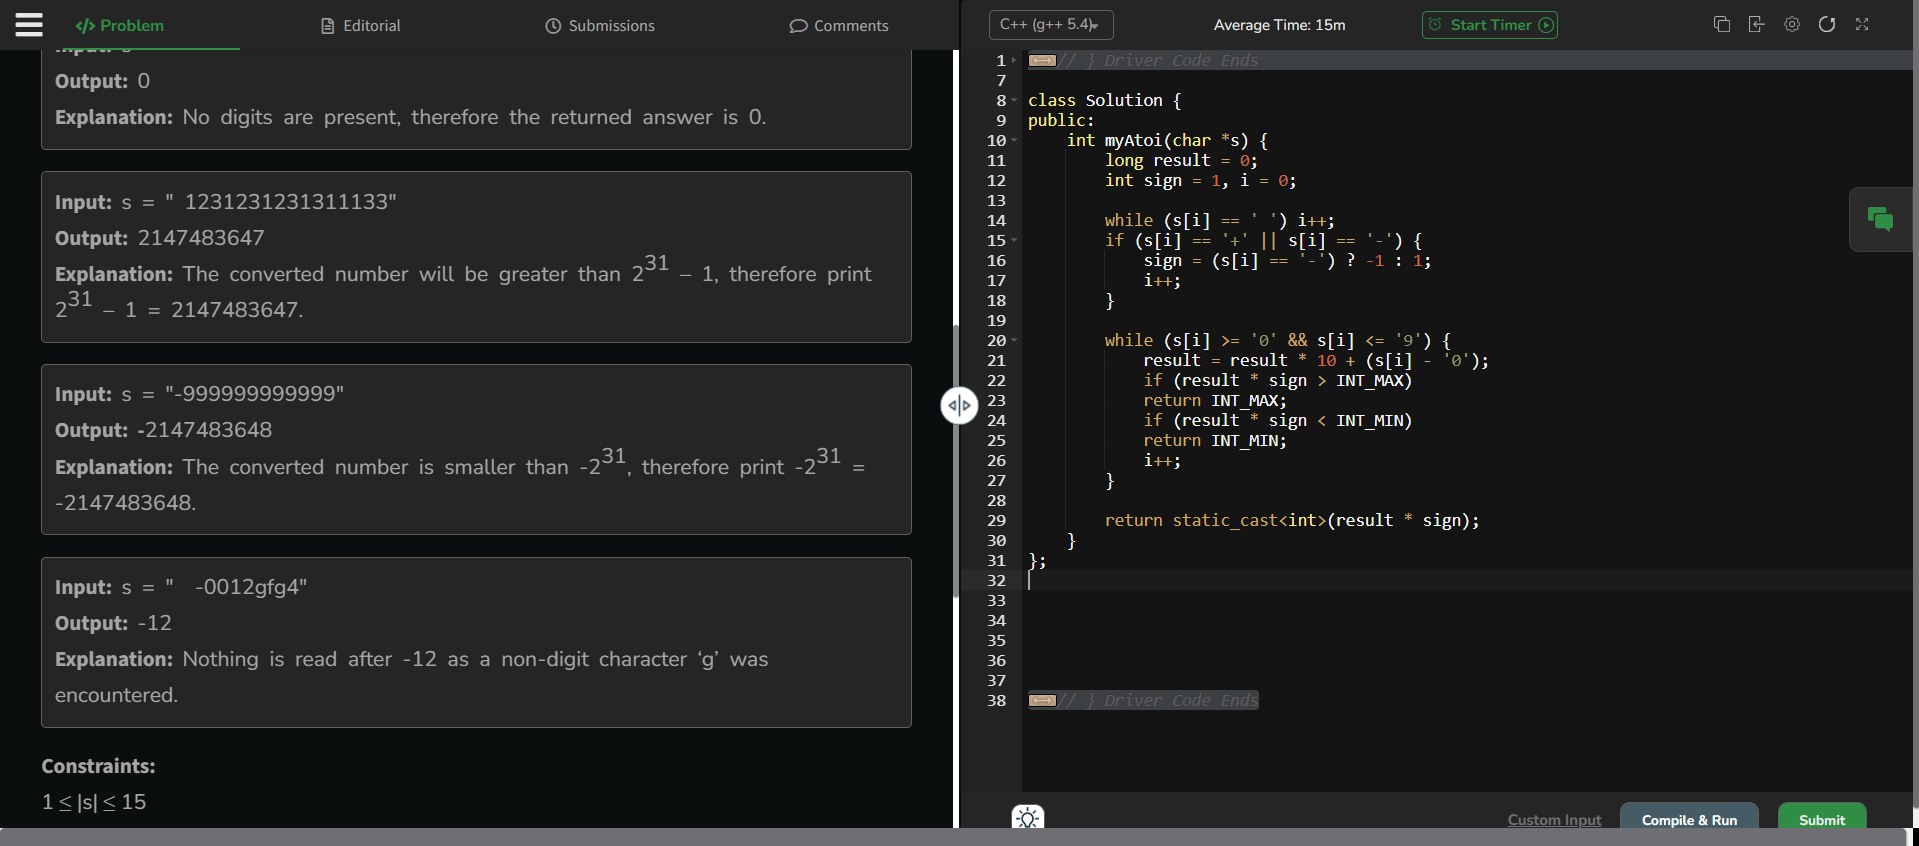 Problem
Editorial
Submissions
Comments
Output: 0
Explanation: No digits are present, therefore the returned answer is 0.
Input: s = " 1231231231311133"
Output: 2147483647
Explanation: The converted number will be greater than 2^31 – 1, therefore print
2^31 – 1 = 2147483647.
Input: s = "-999999999999"
Output: -2147483648
Explanation: The converted number is smaller than -2^31, therefore print -2^31 =
-2147483648.
Input: s = "  -0012gfg4"
Output: -12
Explanation: Nothing is read after -12 as a non-digit character ‘g’ was
encountered.
Constraints:
1 ≤ |s| ≤ 15
C++ (g++ 5.4)
Average Time: 15m
Start Timer
1 // } Driver Code Ends
7
8 class Solution {
9 public:
10     int myAtoi(char *s) {
11         long result = 0;
12         int sign = 1, i = 0;
13
14         while (s[i] == ' ') i++;
15         if (s[i] == '+' || s[i] == '-') {
16             sign = (s[i] == '-') ? -1 : 1;
17             i++;
18         }
19
20         while (s[i] >= '0' && s[i] <= '9') {
21             result = result * 10 + (s[i] - '0');
22             if (result * sign > INT_MAX)
23             return INT_MAX;
24             if (result * sign < INT_MIN)
25             return INT_MIN;
26             i++;
27         }
28
29         return static_cast<int>(result * sign);
30     }
31 };
32
33
34
35
36
37
38 // } Driver Code Ends
Custom Input
Compile & Run
Submit